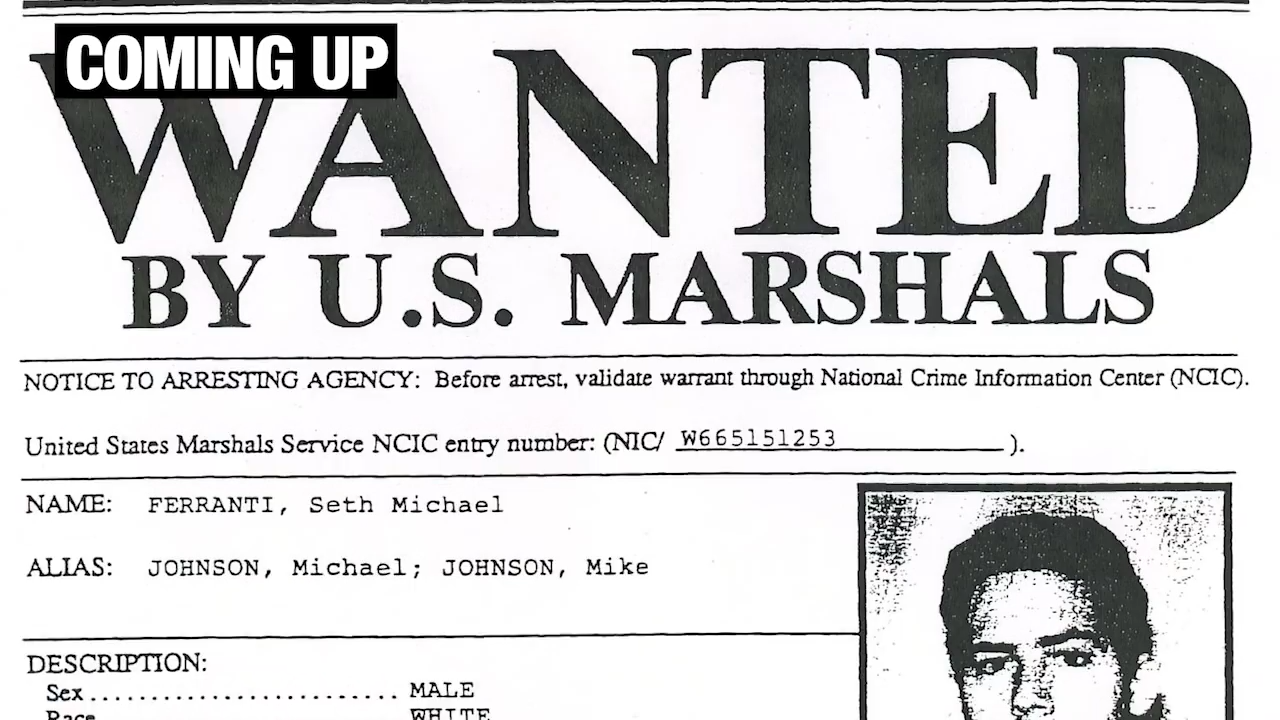 COMING UP
WANTED
BY U.S. MARSHALS
NOTICE TO ARRESTING AGENCY: Before arrest, validate warrant through National Crime Information Center (NCIC).
United States Marshals Service NCIC entry number: (NIC/ W665151253 ).
NAME: FERRANTI, Seth Michael
ALIAS: JOHNSON, Michael; JOHNSON, Mike
DESCRIPTION:
Sex.......................... MALE
Race.......................... WHITE